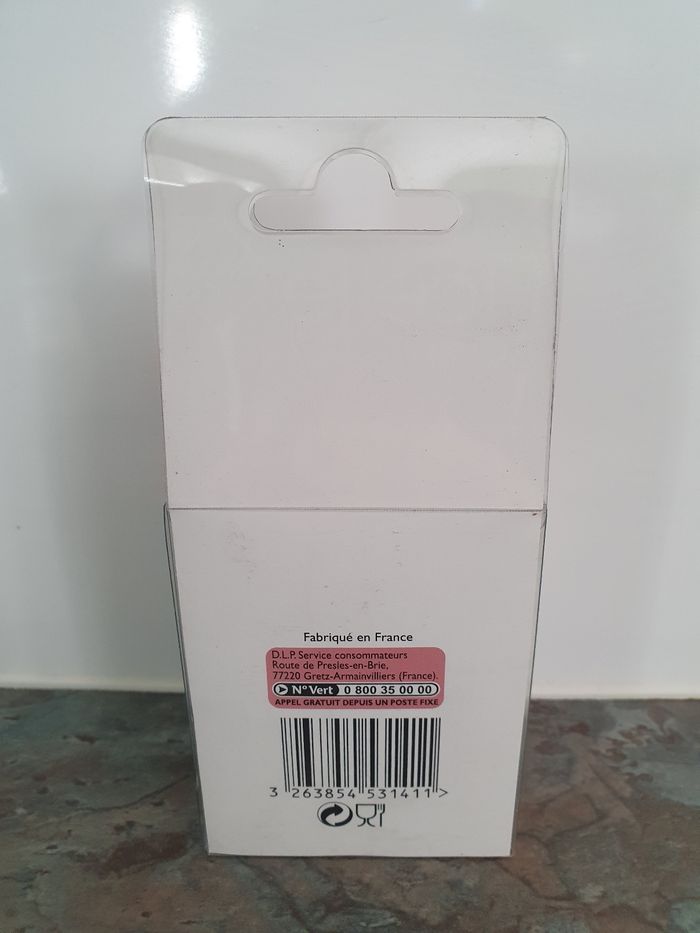 Fabriqué en France
D.L.P. Service consommateurs
Route de Presles-en-Brie,
77220 Gretz-Armainvilliers (France).
N° Vert 0 800 35 00 00
APPEL GRATUIT DEPUIS UN POSTE FIXE
3 263854 531411 >